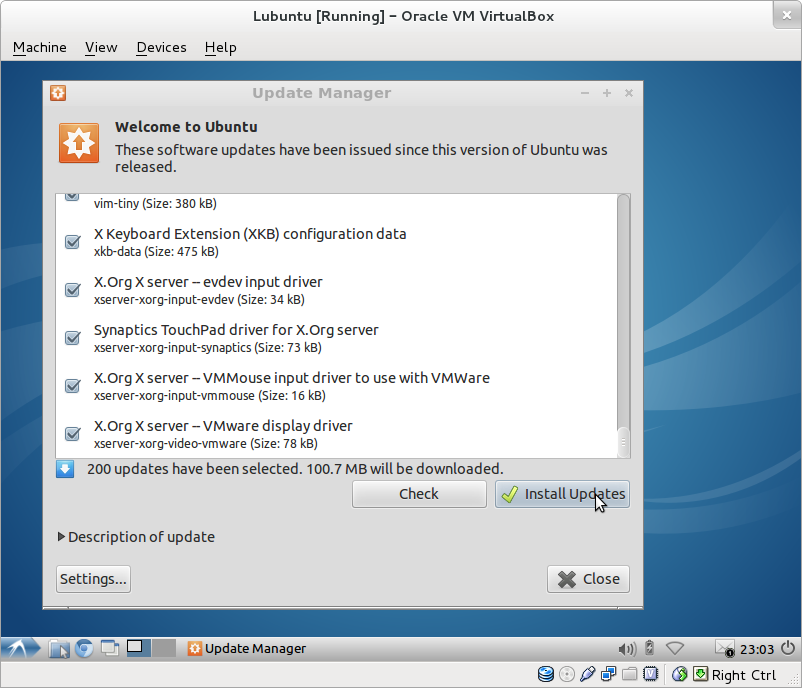 Lubuntu [Running] – Oracle VM VirtualBox
Machine View Devices Help
Update Manager
Welcome to Ubuntu
These software updates have been issued since this version of Ubuntu was
released.
vim-tiny (Size: 380 kB)
X Keyboard Extension (XKB) configuration data
xkb-data (Size: 475 kB)
X.Org X server -- evdev input driver
xserver-xorg-input-evdev (Size: 34 kB)
Synaptics TouchPad driver for X.Org server
xserver-xorg-input-synaptics (Size: 73 kB)
X.Org X server -- VMMouse input driver to use with VMWare
xserver-xorg-input-vmmouse (Size: 16 kB)
X.Org X server -- VMware display driver
xserver-xorg-video-vmware (Size: 78 kB)
200 updates have been selected. 100.7 MB will be downloaded.
Check Install Updates
Description of update
Settings... Close
Update Manager 23:03
Right Ctrl